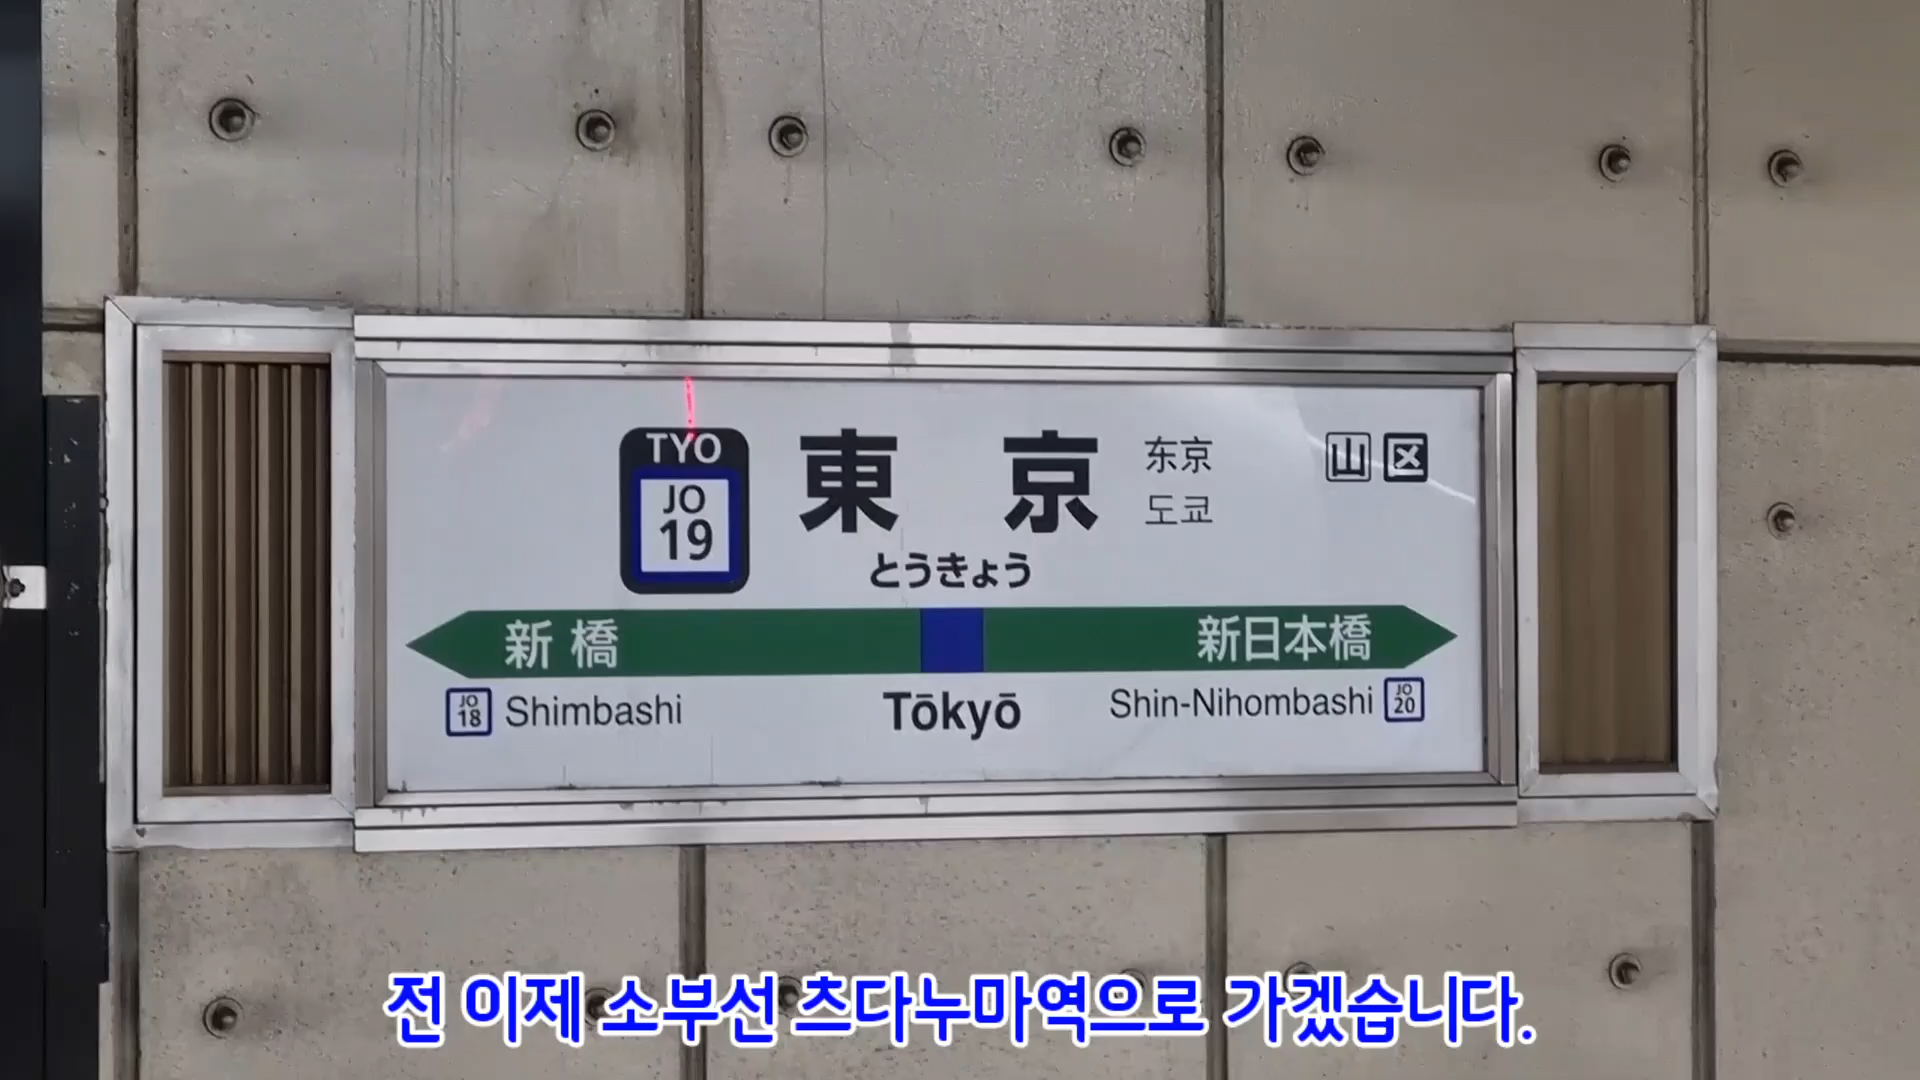 TYO
JO
19
東京
东京
도쿄
山 区
とうきょう
新橋
新日本橋
JO
18
Shimbashi
Tōkyō
Shin-Nihombashi
JO
20
전 이제 소부선 츠다누마역으로 가겠습니다.